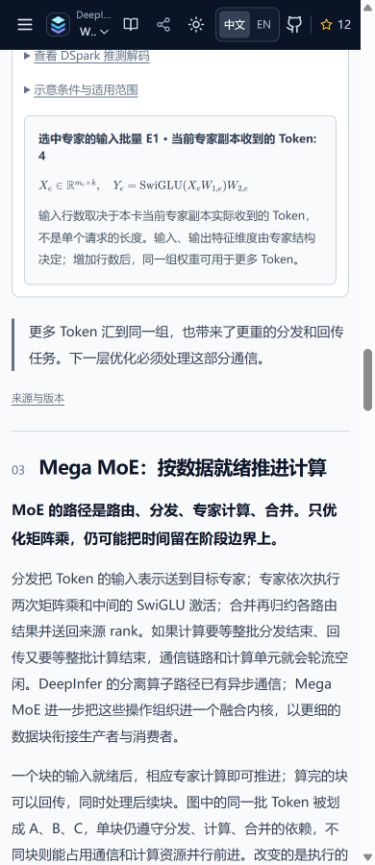 DeepI...
W..
中文
EN
12
查看 DSpark 推测解码
示意条件与适用范围
选中专家的输入批量 E1 · 当前专家副本收到的 Token:
4
X_e ∈ ℝ^{m_e×k}, Y_e = SwiGLU(X_e W_{1,e})W_{2,e}
输入行数取决于本卡当前专家副本实际收到的 Token，
不是单个请求的长度。输入、输出特征维度由专家结构
决定；增加行数后，同一组权重可用于更多 Token。
更多 Token 汇到同一组，也带来了更重的分发和回传
任务。下一层优化必须处理这部分通信。
来源与版本
03 Mega MoE：按数据就绪推进计算
MoE 的路径是路由、分发、专家计算、合并。只优
化矩阵乘，仍可能把时间留在阶段边界上。
分发把 Token 的输入表示送到目标专家；专家依次执行
两次矩阵乘和中间的 SwiGLU 激活；合并再归约各路由
结果并送回来源 rank。如果计算要等整批分发结束、回
传又要等整批计算结束，通信链路和计算单元就会轮流空
闲。DeepInfer 的分离算子路径已有异步通信；Mega
MoE 进一步把这些操作组织进一个融合内核，以更细的
数据块衔接生产者与消费者。
一个块的输入就绪后，相应专家计算即可推进；算完的块
可以回传，同时处理后续块。图中的同一批 Token 被划
成 A、B、C，单块仍遵守分发、计算、合并的依赖，不
同块则能占用通信和计算资源并行前进。改变的是执行的